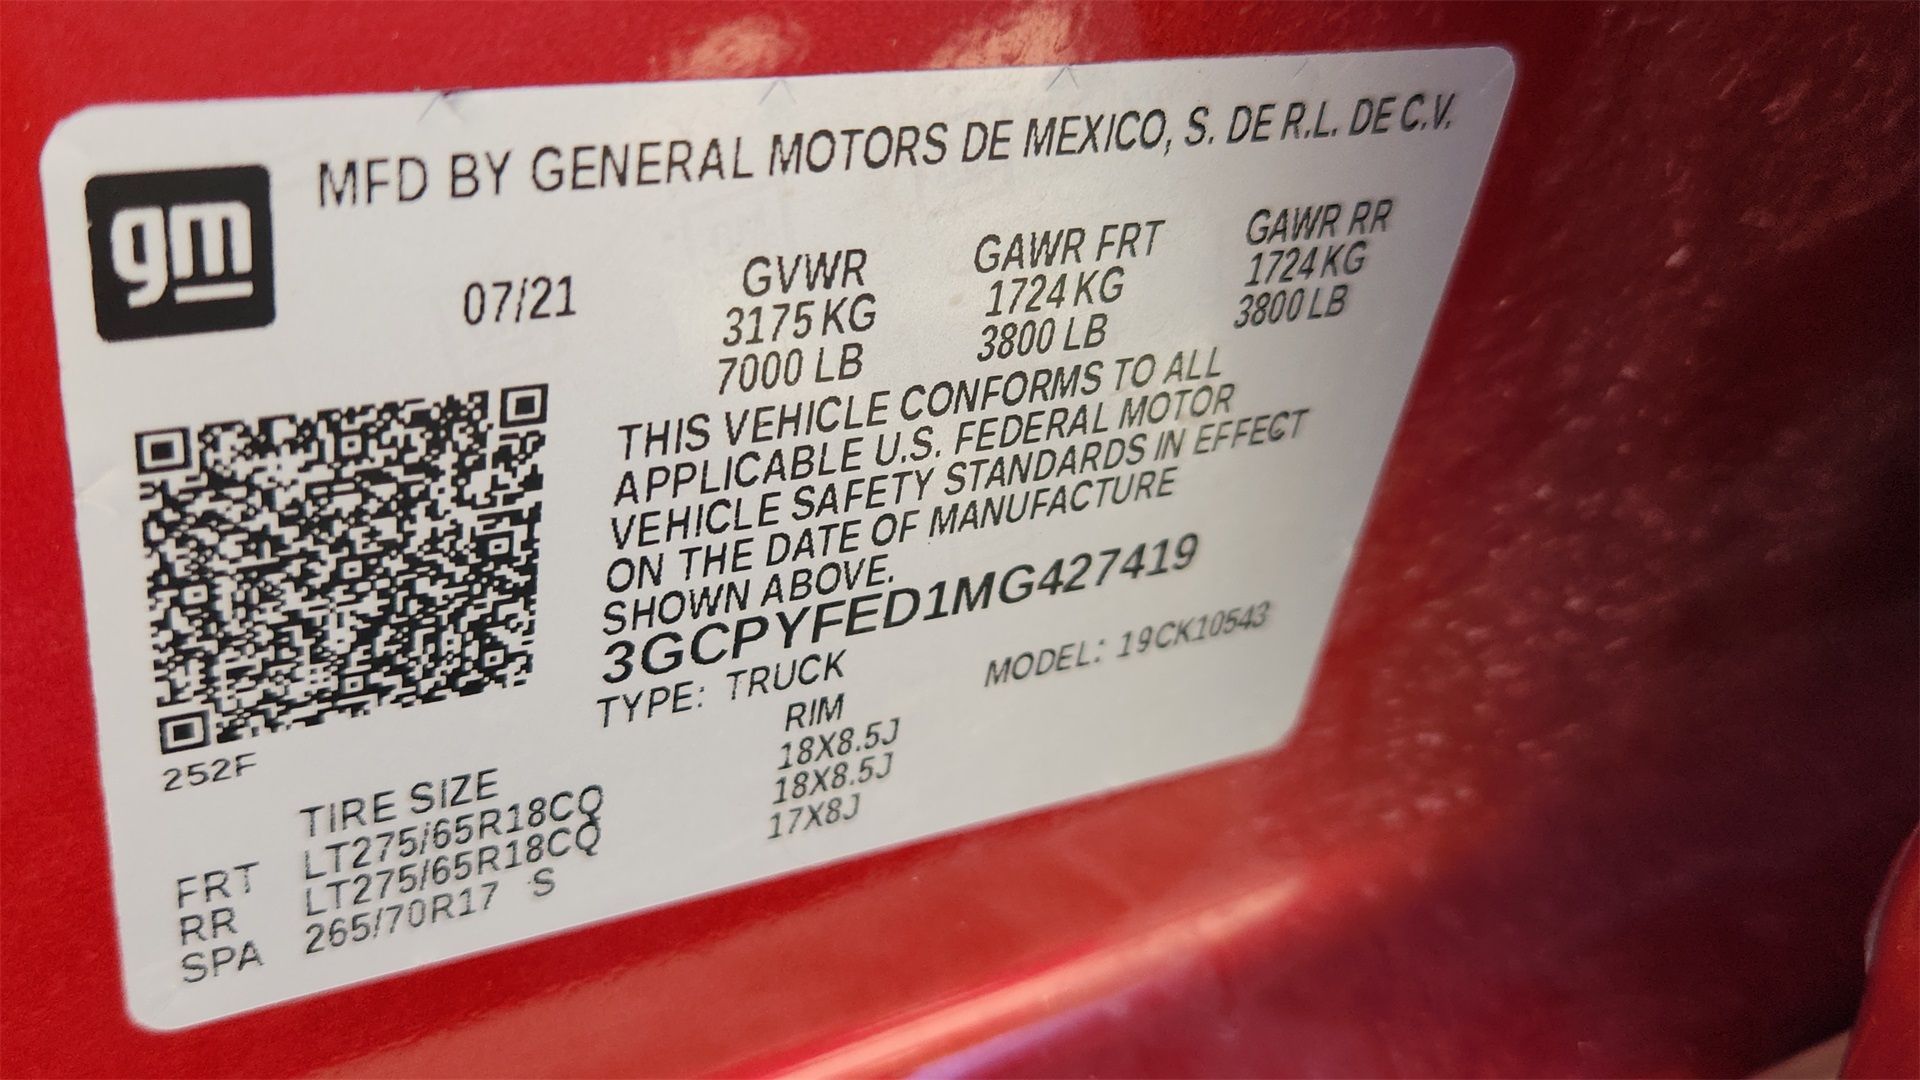 gm
MFD BY GENERAL MOTORS DE MEXICO, S. DE R.L. DE C.V.
07/21
GVWR GAWR FRT GAWR RR
3175 KG 1724 KG 1724 KG
7000 LB 3800 LB 3800 LB
THIS VEHICLE CONFORMS TO ALL
APPLICABLE U.S. FEDERAL MOTOR
VEHICLE SAFETY STANDARDS IN EFFECT
ON THE DATE OF MANUFACTURE
SHOWN ABOVE.
3GCPYFED1MG427419
TYPE: TRUCK MODEL: 19CK10543
252F
TIRE SIZE RIM
FRT LT275/65R18CQ 18X8.5J
RR LT275/65R18CQ 18X8.5J
SPA 265/70R17 S 17X8J